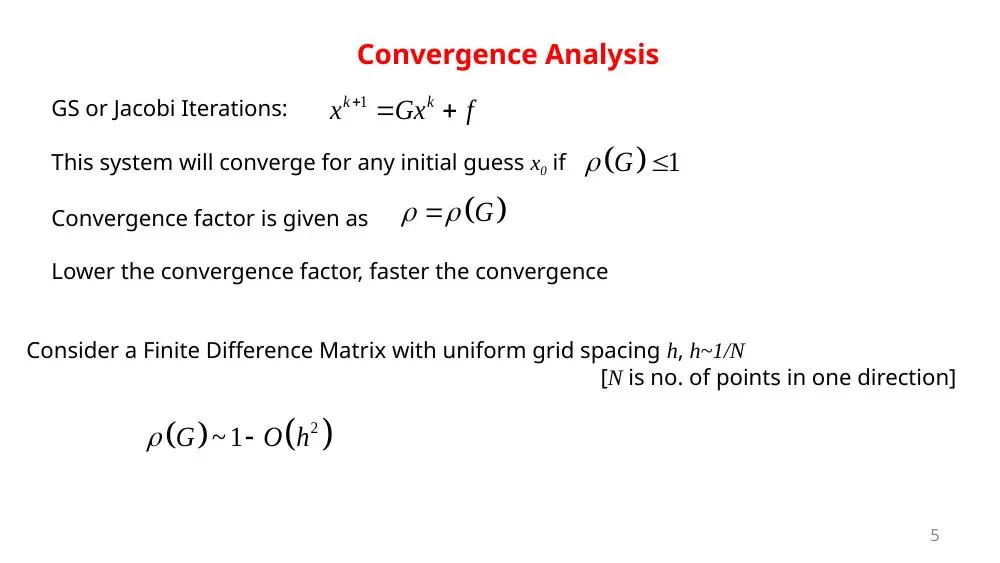 Convergence Analysis
GS or Jacobi Iterations: x^{k+1} = Gx^k + f
This system will converge for any initial guess x_0 if ρ(G) ≤ 1
Convergence factor is given as ρ = ρ(G)
Lower the convergence factor, faster the convergence
Consider a Finite Difference Matrix with uniform grid spacing h, h~1/N
[N is no. of points in one direction]
ρ(G) ~ 1 - O(h^2)
5